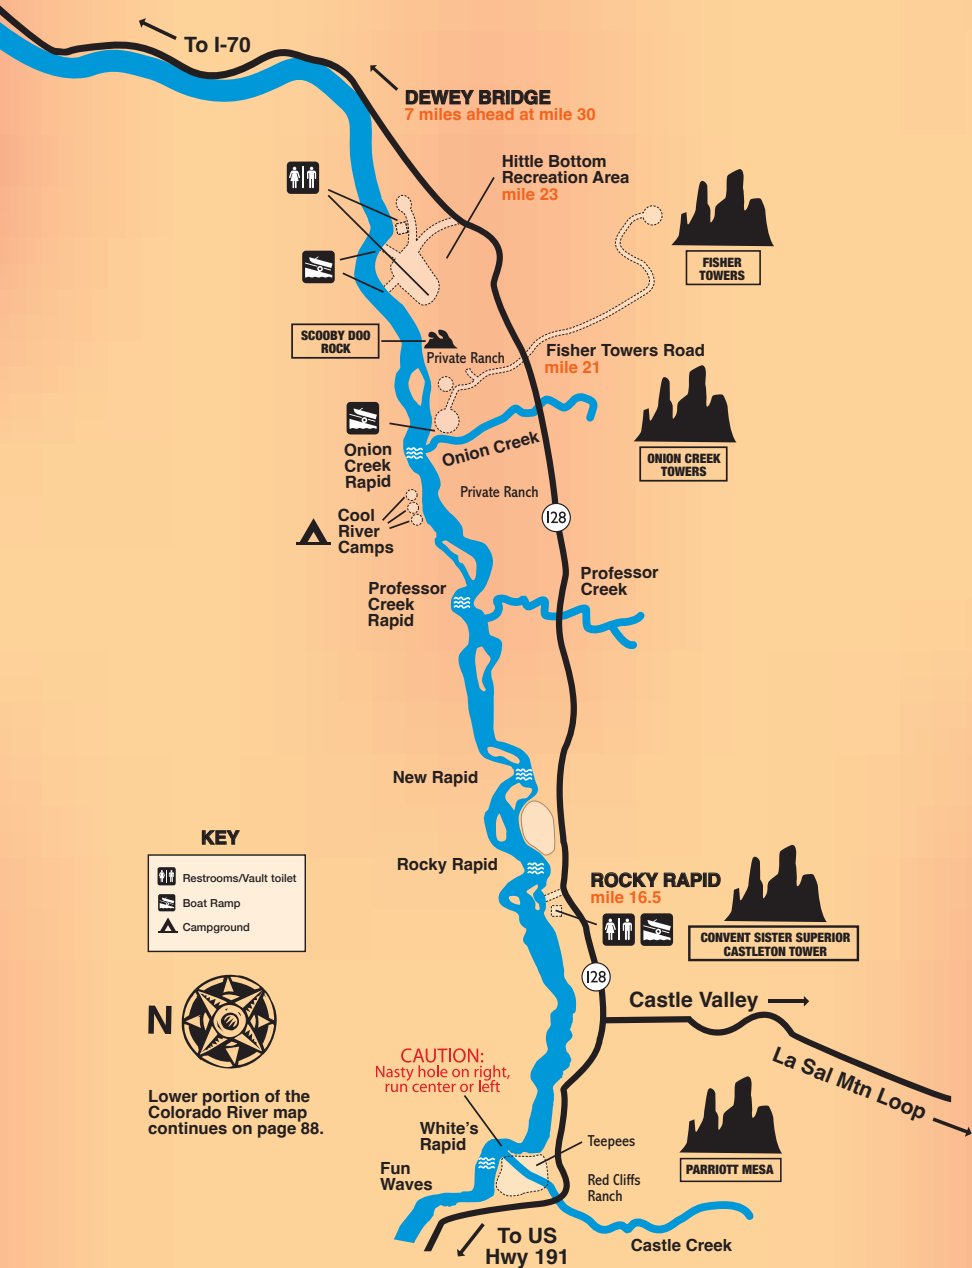 To I-70
DEWEY BRIDGE
7 miles ahead at mile 30
Hittle Bottom
Recreation Area
mile 23
FISHER
TOWERS
SCOOBY DOO
ROCK
Private Ranch
Fisher Towers Road
mile 21
Onion
Creek
Rapid
Onion Creek
ONION CREEK
TOWERS
Private Ranch
128
Cool
River
Camps
Professor
Creek
Professor
Creek
Rapid
New Rapid
Rocky Rapid
ROCKY RAPID
mile 16.5
CONVENT SISTER SUPERIOR
CASTLETON TOWER
KEY
Restrooms/Vault toilet
Boat Ramp
Campground
128
N
Castle Valley
La Sal Mtn Loop
Lower portion of the
Colorado River map
continues on page 88.
CAUTION:
Nasty hole on right,
run center or left
White's
Rapid
Teepees
PARRIOTT MESA
Fun
Waves
Red Cliffs
Ranch
To US
Hwy 191
Castle Creek